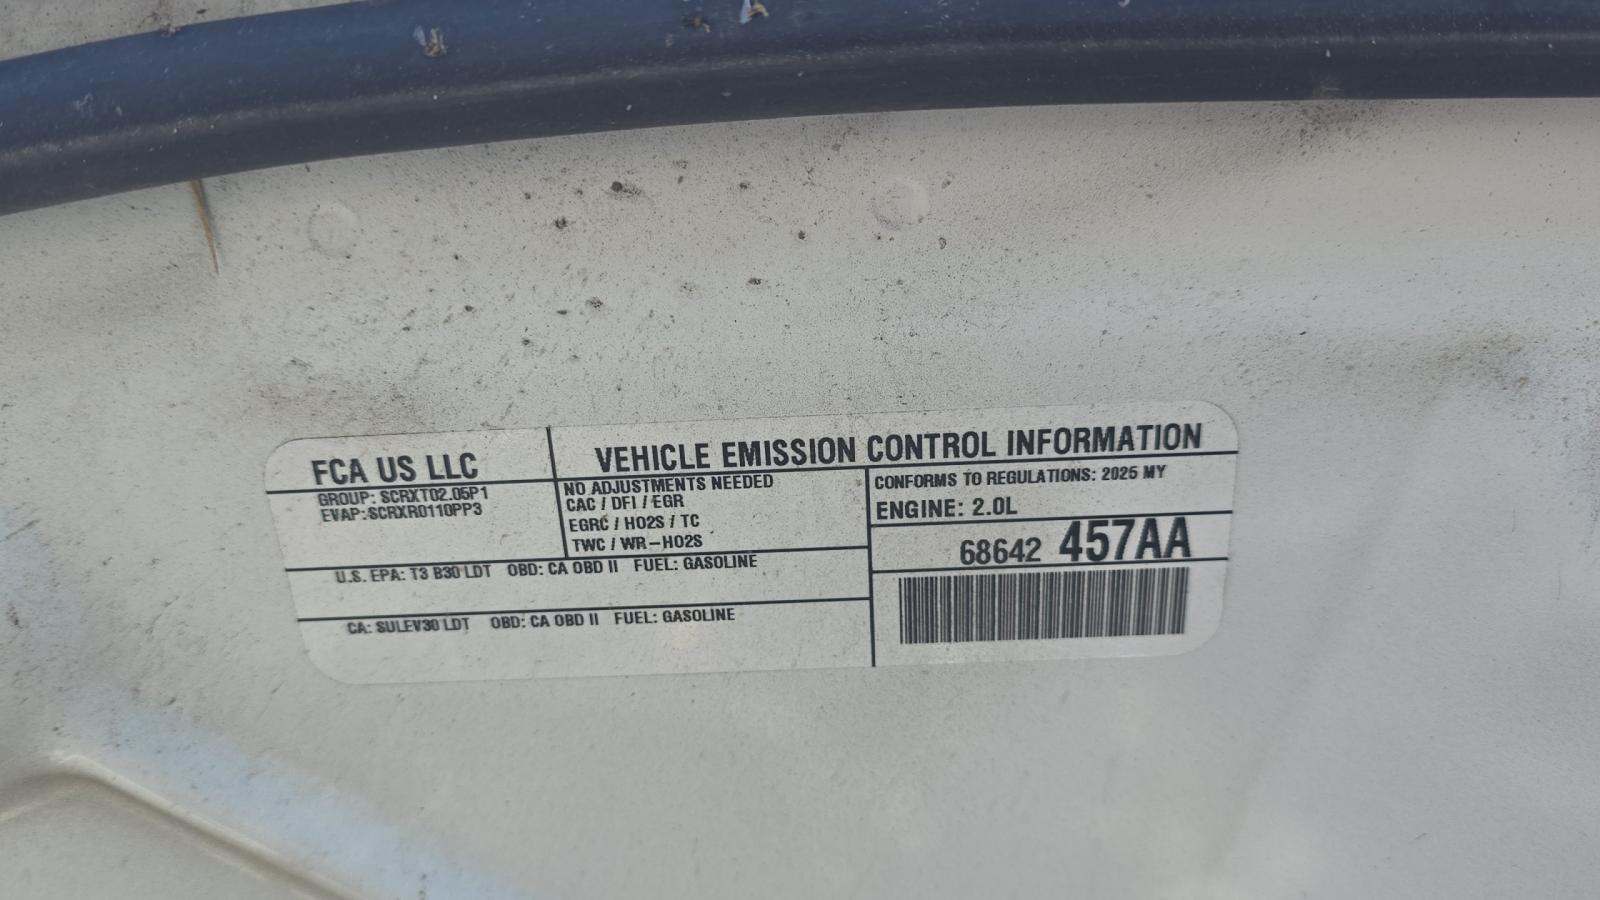 FCA US LLC
GROUP: SCRXT02.05P1
EVAP:SCRXR0110PP3
VEHICLE EMISSION CONTROL INFORMATION
NO ADJUSTMENTS NEEDED
CAC / DFI / EGR
EGRC / HO2S / TC
TWC / WR-HO2S
CONFORMS TO REGULATIONS: 2025 MY
ENGINE: 2.0L
68642 457AA
U.S. EPA: T3 B30 LDT OBD: CA OBD II FUEL: GASOLINE
CA: SULEV30 LDT OBD: CA OBD II FUEL: GASOLINE